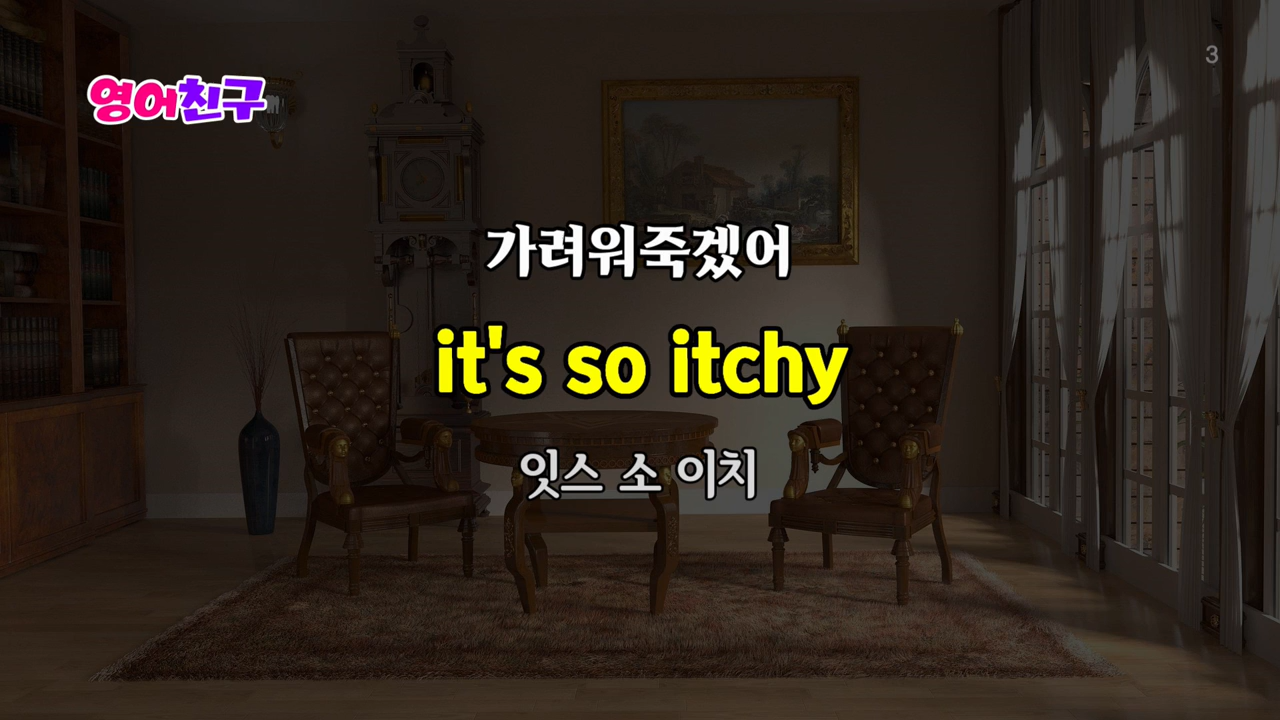 영어친구
3
가려워죽겠어
it's so itchy
잇스 소 이치